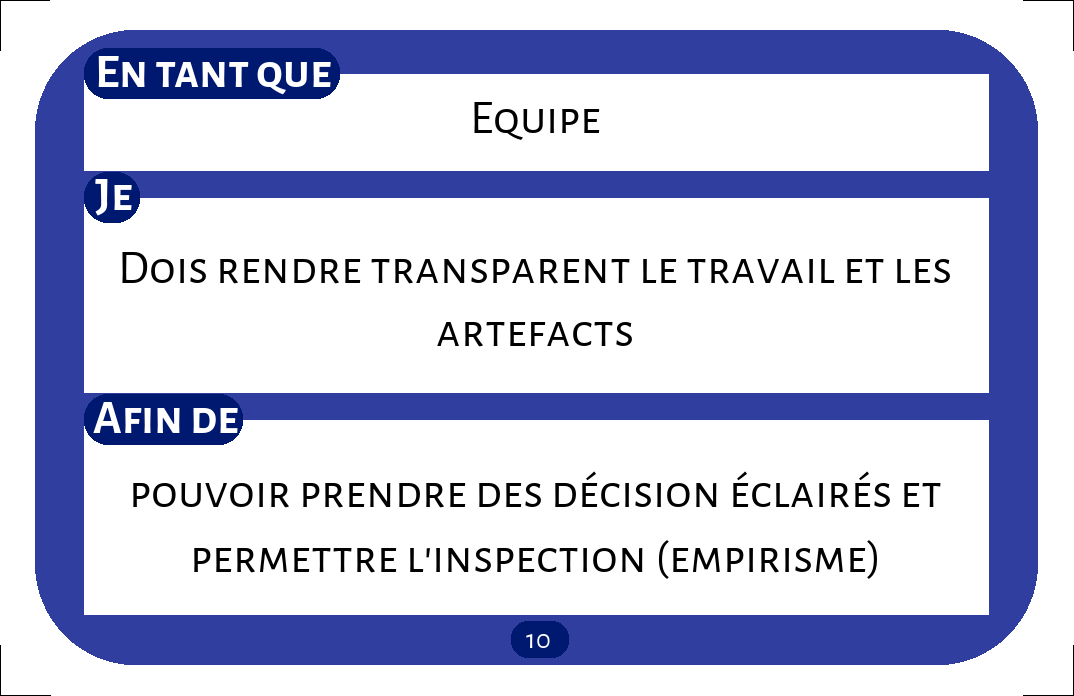 En tant que
Equipe
Je
Dois rendre transparent le travail et les
artefacts
Afin de
pouvoir prendre des décision éclairés et
permettre l'inspection (empirisme)
10